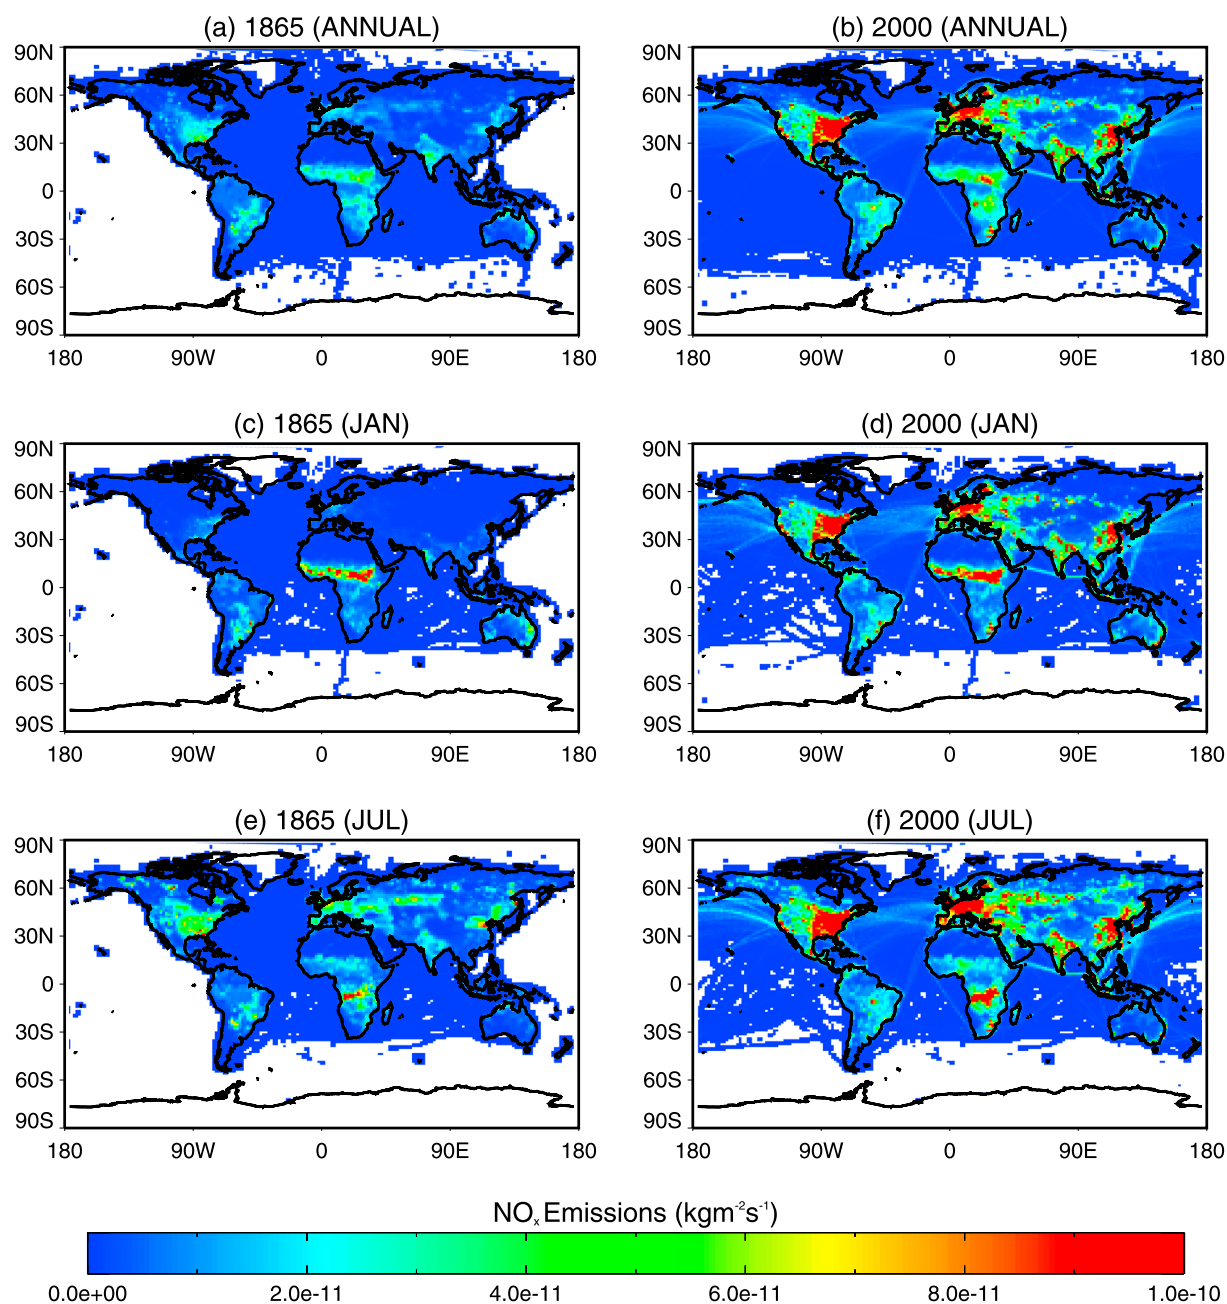 (a) 1865 (ANNUAL)
(b) 2000 (ANNUAL)
90N
60N
30N
0
30S
60S
90S
180 90W 0 90E 180
90N
60N
30N
0
30S
60S
90S
180 90W 0 90E 180
(c) 1865 (JAN)
(d) 2000 (JAN)
90N
60N
30N
0
30S
60S
90S
180 90W 0 90E 180
90N
60N
30N
0
30S
60S
90S
180 90W 0 90E 180
(e) 1865 (JUL)
(f) 2000 (JUL)
90N
60N
30N
0
30S
60S
90S
180 90W 0 90E 180
90N
60N
30N
0
30S
60S
90S
180 90W 0 90E 180
NOₓ Emissions (kgm⁻²s⁻¹)
0.0e+00 2.0e-11 4.0e-11 6.0e-11 8.0e-11 1.0e-10